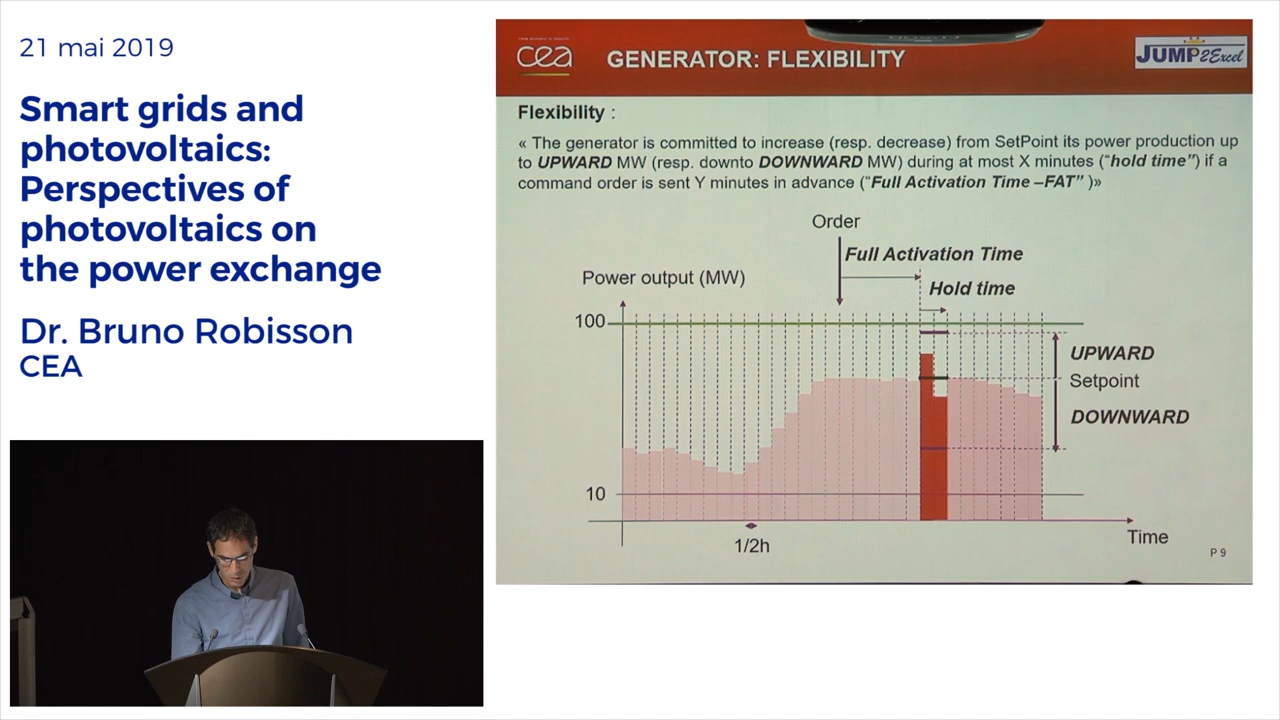 21 mai 2019
Smart grids and
photovoltaics:
Perspectives of
photovoltaics on
the power exchange
Dr. Bruno Robisson
CEA
cea
GENERATOR: FLEXIBILITY
JUMP2Excel
Flexibility :
« The generator is committed to increase (resp. decrease) from SetPoint its power production up
to UPWARD MW (resp. downto DOWNWARD MW) during at most X minutes ("hold time") if a
command order is sent Y minutes in advance ("Full Activation Time –FAT" )»
Order
Full Activation Time
Power output (MW)
Hold time
100
UPWARD
Setpoint
DOWNWARD
10
1/2h
Time
P 9